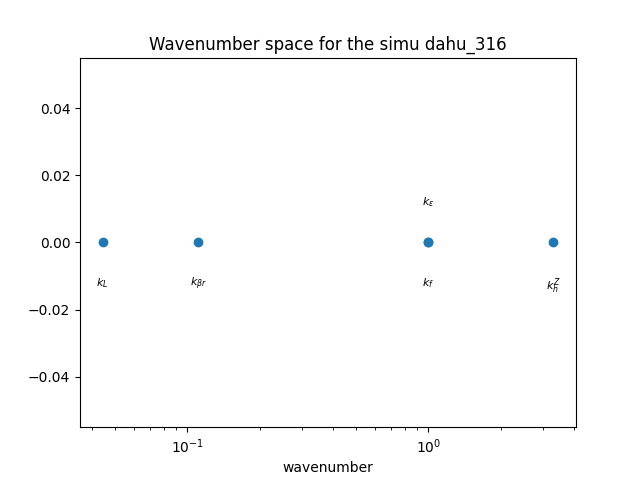 Wavenumber space for the simu dahu_316
0.04
0.02
0.00
−0.02
−0.04
k_ε
k_L
k_βr
k_f
k_h^Z
10^−1
10^0
wavenumber